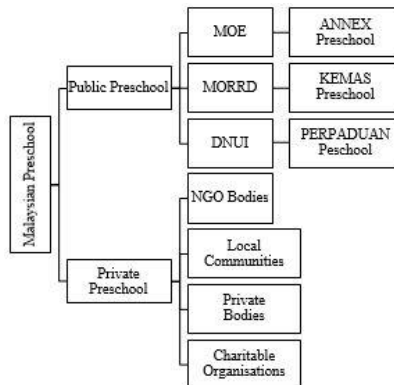 Malaysian Preschool
Public Preschool
MOE
ANNEX
Preschool
MORRD
KEMAS
Preschool
DNUI
PERPADUAN
Peschool
Private
Preschool
NGO Bodies
Local
Communities
Private
Bodies
Charitable
Organisations